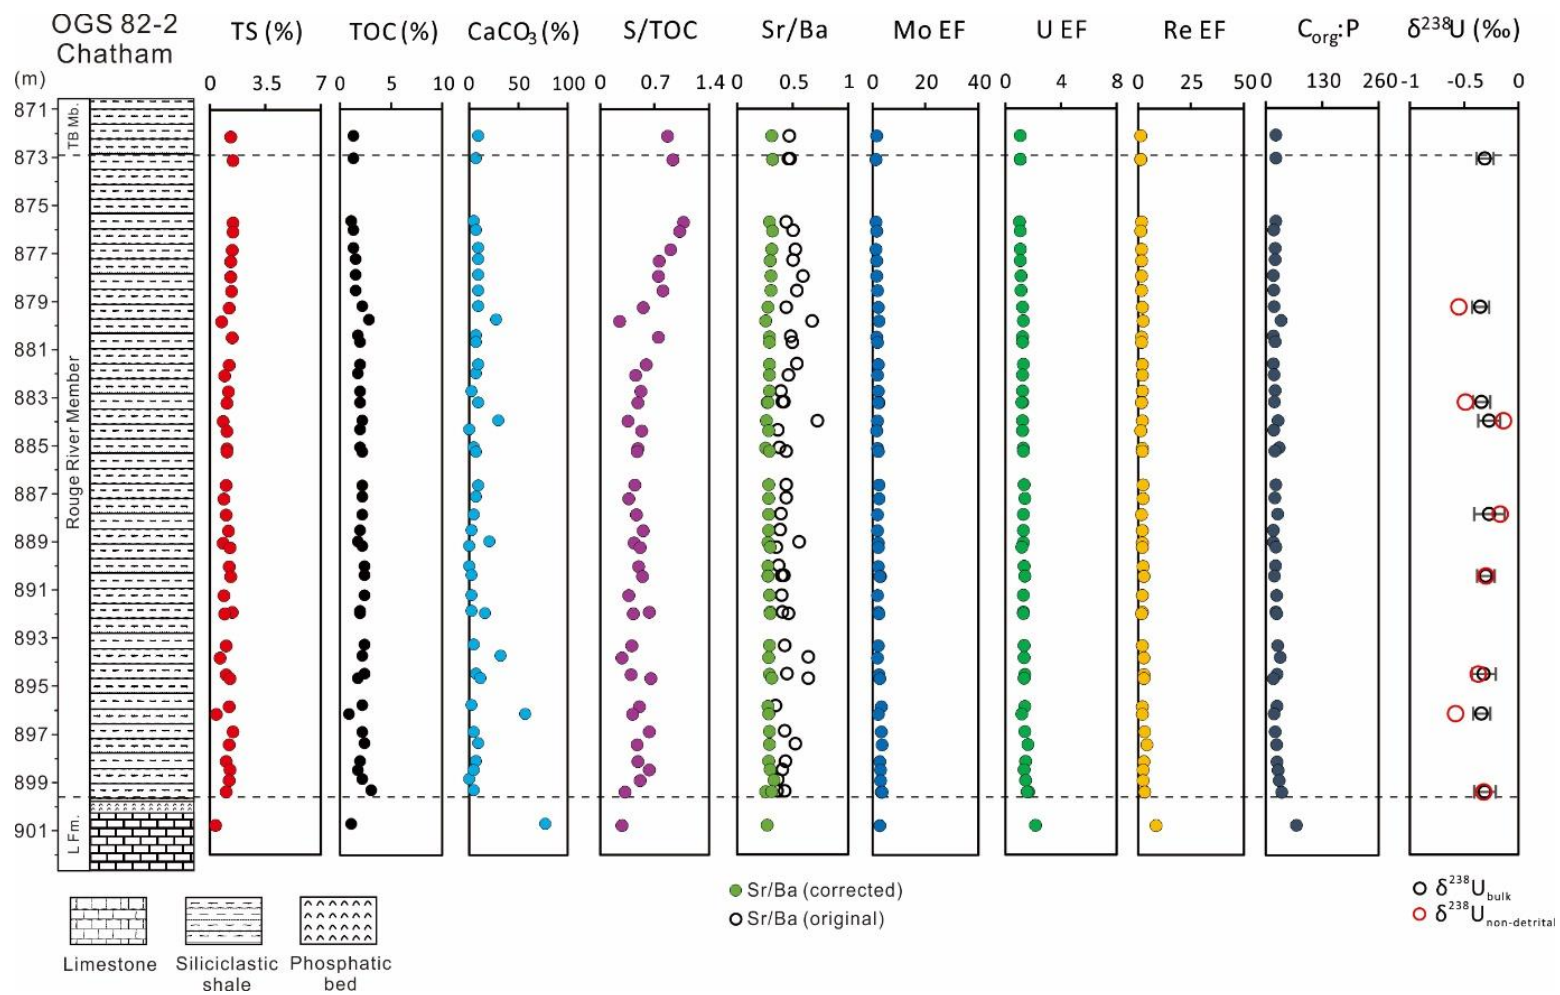 OGS 82-2
Chatham
TS (%)
TOC (%)
CaCO₃ (%)
S/TOC
Sr/Ba
Mo EF
U EF
Re EF
Corg:P
δ²³⁸U (‰)
(m)
0 3.5 7
0 5 10
0 50 100
0 0.7 1.4
0 0.5 1
0 20 40
0 4 8
0 25 50
0 130 260
-1 -0.5 0
871
873
875
877
879
881
883
885
887
889
891
893
895
897
899
901
TB Mb.
Rouge River Member
L Fm.
Limestone
Siliciclastic
shale
Phosphatic
bed
Sr/Ba (corrected)
Sr/Ba (original)
δ²³⁸Ubulk
δ²³⁸Unon-detrital